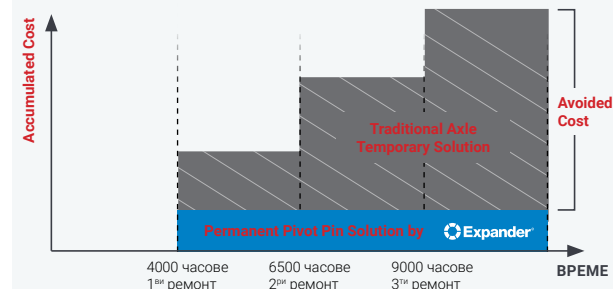 Accumulated Cost
Avoided
Cost
Traditional Axle
Temporary Solution
Permanent Pivot Pin Solution by Expander®
4000 часове
1ви ремонт
6500 часове
2ри ремонт
9000 часове
3ти ремонт
ВРЕМЕ